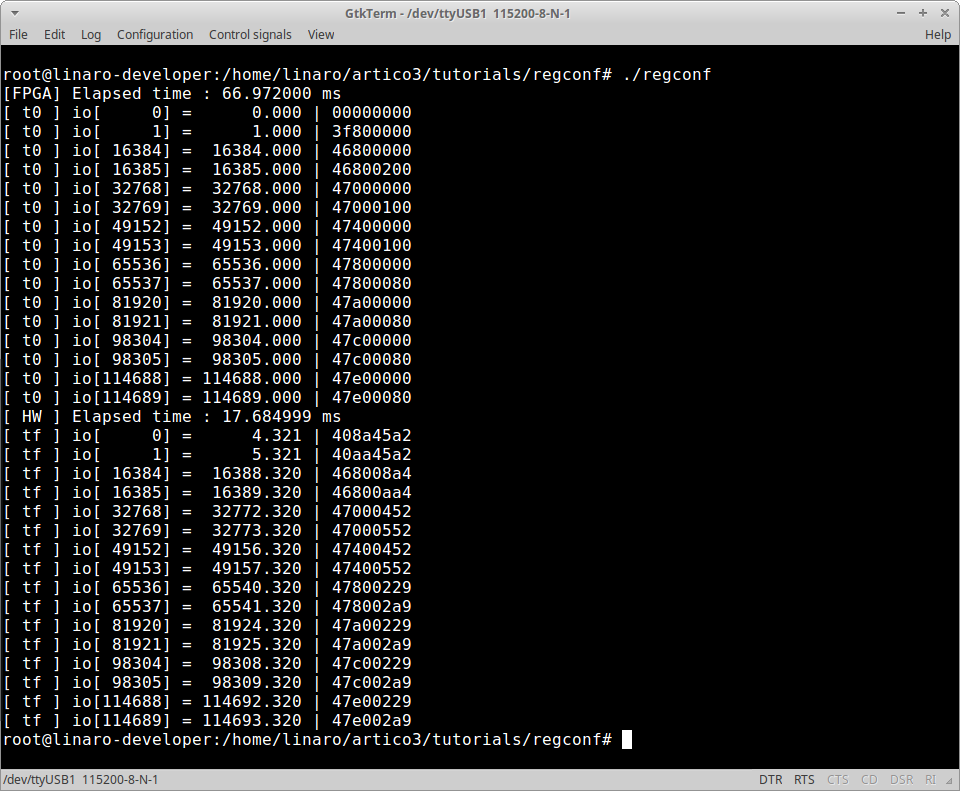 GtkTerm - /dev/ttyUSB1 115200-8-N-1
File Edit Log Configuration Control signals View Help
root@linaro-developer:/home/linaro/artico3/tutorials/regconf# ./regconf
[FPGA] Elapsed time : 66.972000 ms
[ t0 ] io[     0] =      0.000 | 00000000
[ t0 ] io[     1] =      1.000 | 3f800000
[ t0 ] io[ 16384] =  16384.000 | 46800000
[ t0 ] io[ 16385] =  16385.000 | 46800200
[ t0 ] io[ 32768] =  32768.000 | 47000000
[ t0 ] io[ 32769] =  32769.000 | 47000100
[ t0 ] io[ 49152] =  49152.000 | 47400000
[ t0 ] io[ 49153] =  49153.000 | 47400100
[ t0 ] io[ 65536] =  65536.000 | 47800000
[ t0 ] io[ 65537] =  65537.000 | 47800080
[ t0 ] io[ 81920] =  81920.000 | 47a00000
[ t0 ] io[ 81921] =  81921.000 | 47a00080
[ t0 ] io[ 98304] =  98304.000 | 47c00000
[ t0 ] io[ 98305] =  98305.000 | 47c00080
[ t0 ] io[114688] = 114688.000 | 47e00000
[ t0 ] io[114689] = 114689.000 | 47e00080
[ HW ] Elapsed time : 17.684999 ms
[ tf ] io[     0] =      4.321 | 408a45a2
[ tf ] io[     1] =      5.321 | 40aa45a2
[ tf ] io[ 16384] =  16388.320 | 468008a4
[ tf ] io[ 16385] =  16389.320 | 46800aa4
[ tf ] io[ 32768] =  32772.320 | 47000452
[ tf ] io[ 32769] =  32773.320 | 47000552
[ tf ] io[ 49152] =  49156.320 | 47400452
[ tf ] io[ 49153] =  49157.320 | 47400552
[ tf ] io[ 65536] =  65540.320 | 47800229
[ tf ] io[ 65537] =  65541.320 | 478002a9
[ tf ] io[ 81920] =  81924.320 | 47a00229
[ tf ] io[ 81921] =  81925.320 | 47a002a9
[ tf ] io[ 98304] =  98308.320 | 47c00229
[ tf ] io[ 98305] =  98309.320 | 47c002a9
[ tf ] io[114688] = 114692.320 | 47e00229
[ tf ] io[114689] = 114693.320 | 47e002a9
root@linaro-developer:/home/linaro/artico3/tutorials/regconf#
/dev/ttyUSB1 115200-8-N-1 DTR RTS CTS CD DSR RI